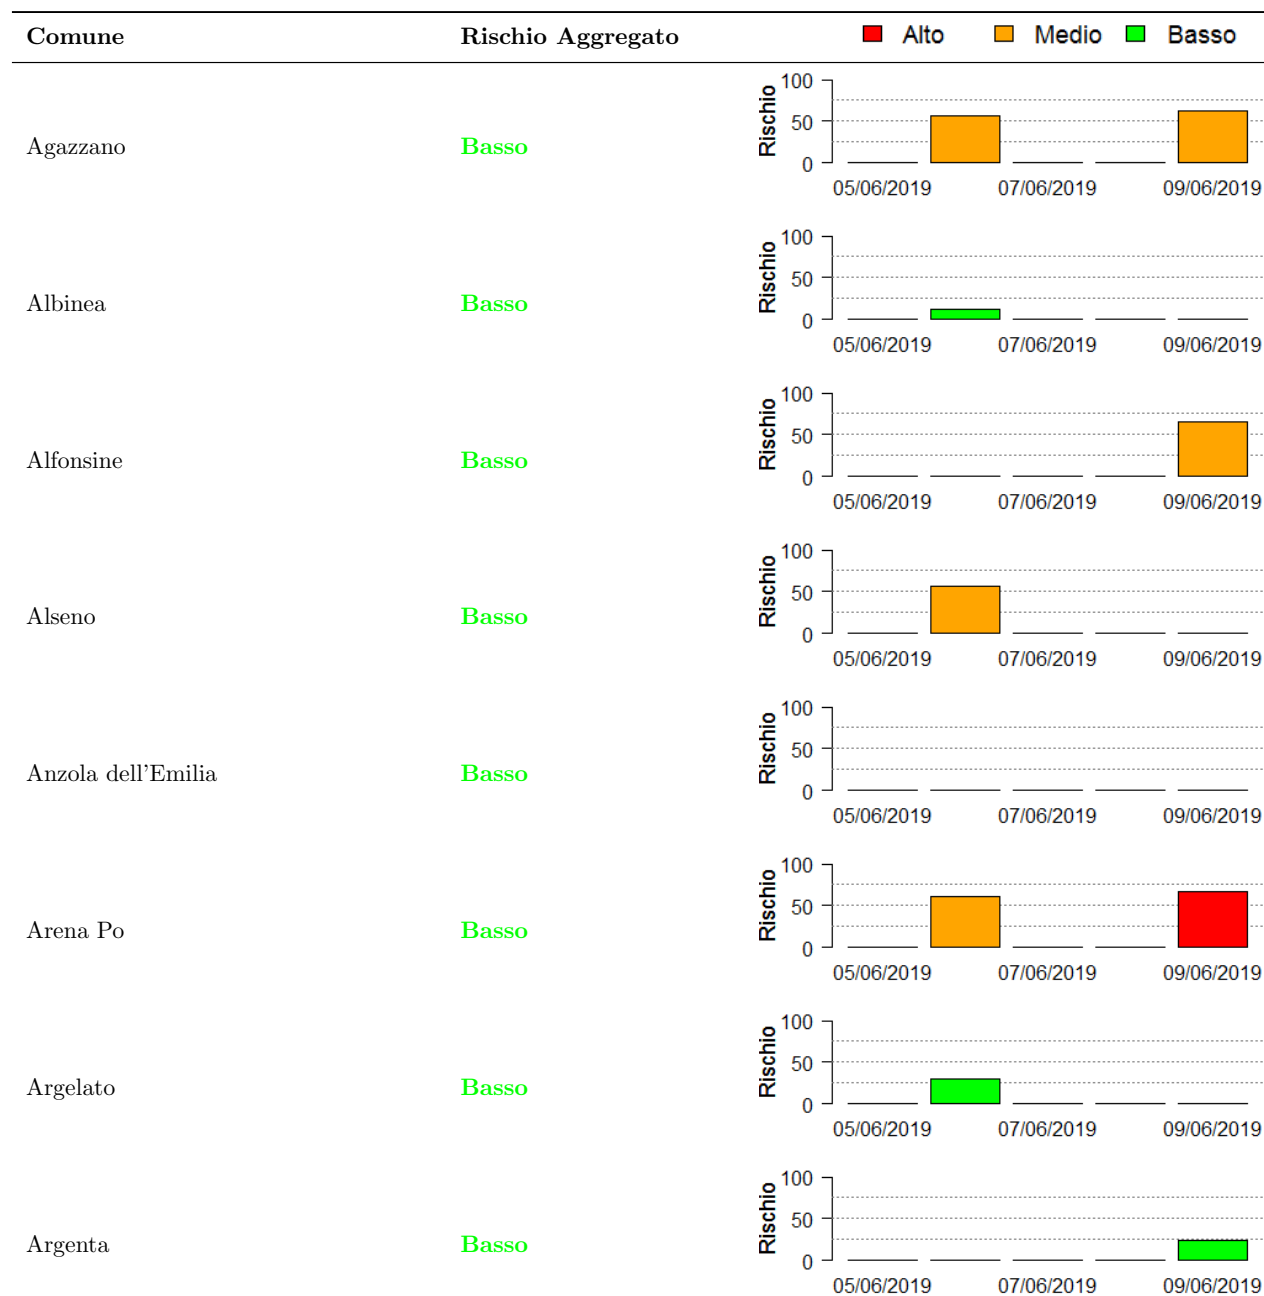 Comune Rischio Aggregato Alto Medio Basso
Agazzano Basso Rischio 100 50 0
05/06/2019 07/06/2019 09/06/2019
Albinea Basso Rischio 100 50 0
05/06/2019 07/06/2019 09/06/2019
Alfonsine Basso Rischio 100 50 0
05/06/2019 07/06/2019 09/06/2019
Alseno Basso Rischio 100 50 0
05/06/2019 07/06/2019 09/06/2019
Anzola dell'Emilia Basso Rischio 100 50 0
05/06/2019 07/06/2019 09/06/2019
Arena Po Basso Rischio 100 50 0
05/06/2019 07/06/2019 09/06/2019
Argelato Basso Rischio 100 50 0
05/06/2019 07/06/2019 09/06/2019
Argenta Basso Rischio 100 50 0
05/06/2019 07/06/2019 09/06/2019